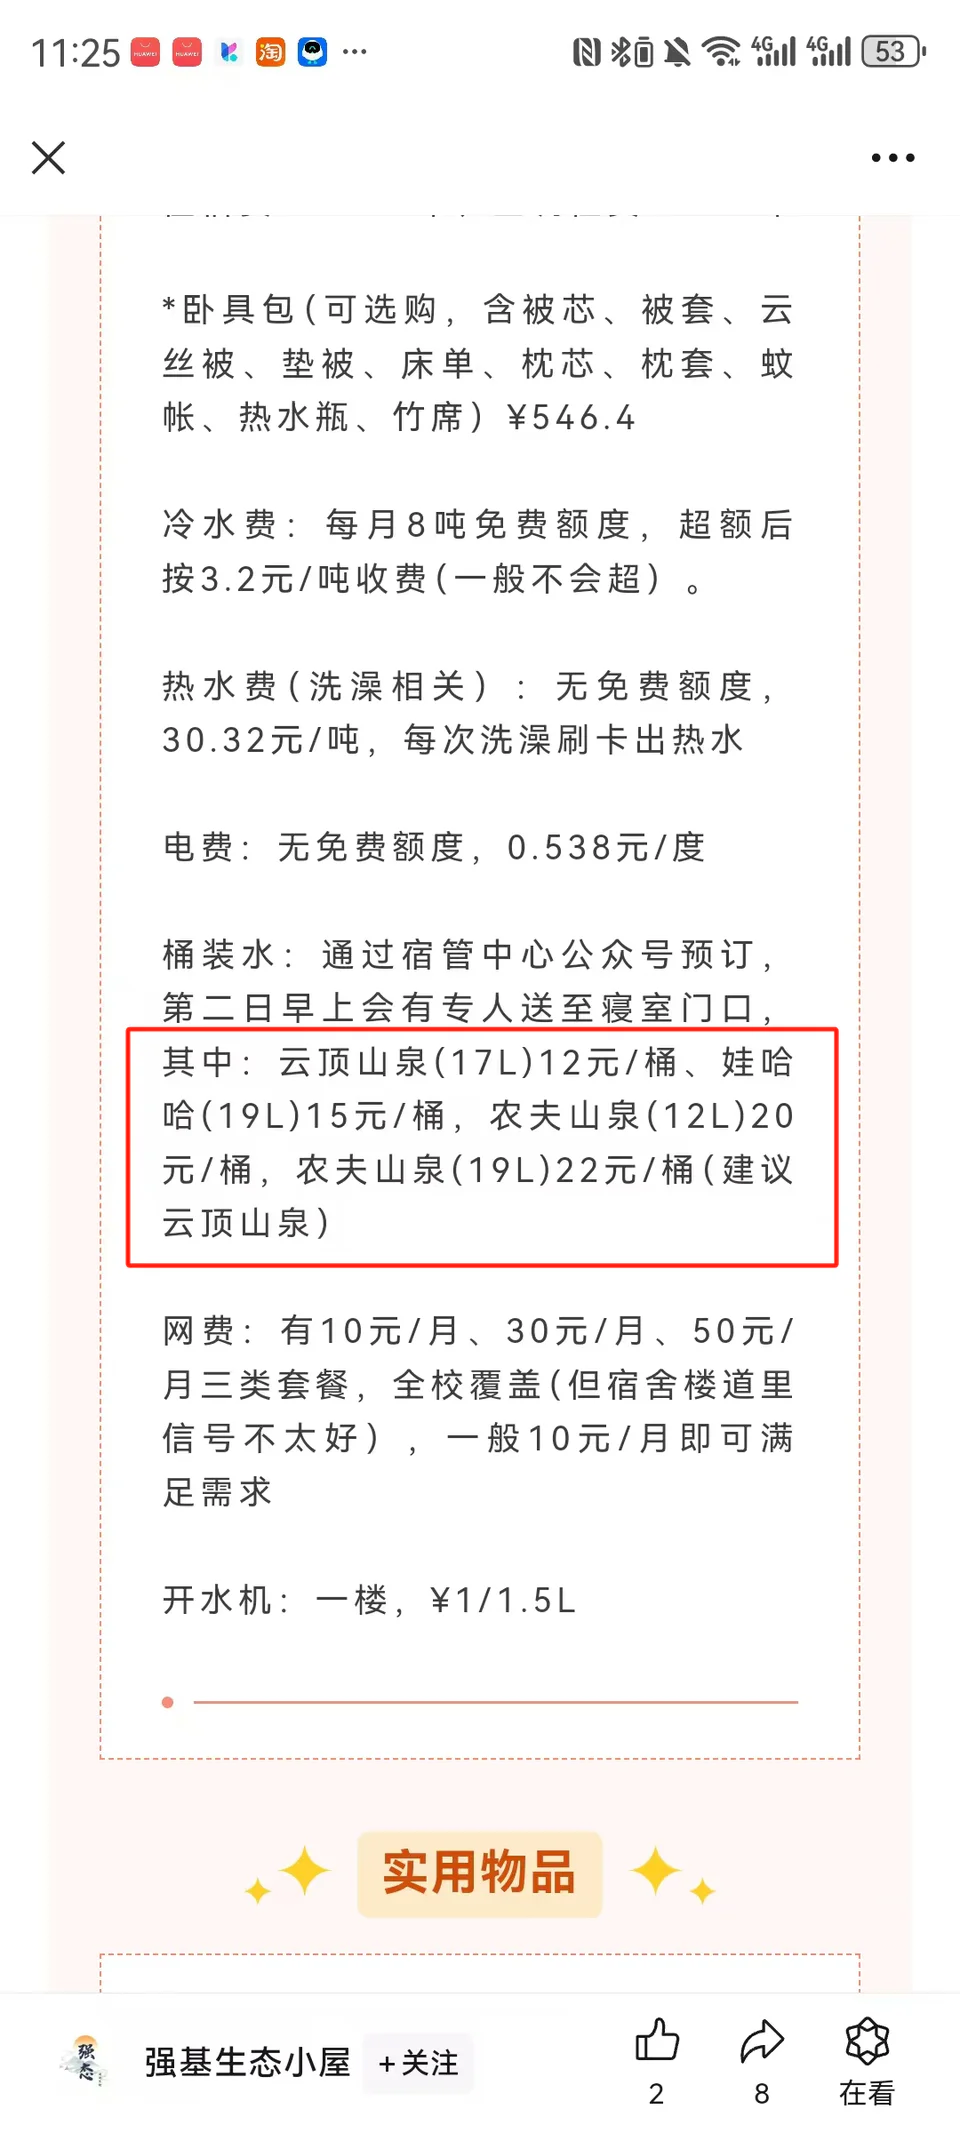 11:25
HUAWEI
HUAWEI
淘
4G
4G
53
*卧具包(可选购，含被芯、被套、云
丝被、垫被、床单、枕芯、枕套、蚊
帐、热水瓶、竹席）¥546.4
冷水费：每月8吨免费额度，超额后
按3.2元/吨收费(一般不会超）。
热水费(洗澡相关）：无免费额度，
30.32元/吨，每次洗澡刷卡出热水
电费：无免费额度，0.538元/度
桶装水：通过宿管中心公众号预订，
第二日早上会有专人送至寝室门口，
其中：云顶山泉(17L)12元/桶、娃哈
哈(19L)15元/桶，农夫山泉(12L)20
元/桶，农夫山泉(19L)22元/桶(建议
云顶山泉）
网费：有10元/月、30元/月、50元/
月三类套餐，全校覆盖(但宿舍楼道里
信号不太好），一般10元/月即可满
足需求
开水机：一楼，¥1/1.5L
实用物品
强态
强基生态小屋
+关注
2
8
在看